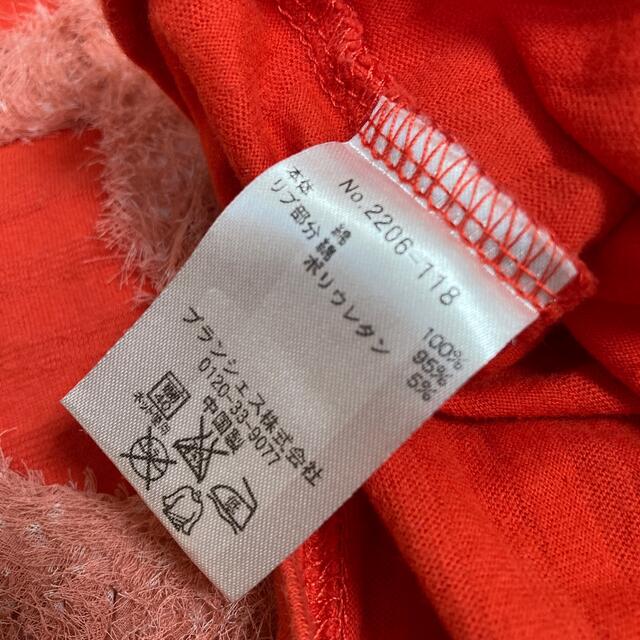 No.2206-118
本体 綿 100%
リブ部分 綿 95%
ポリウレタン 5%
ブランシェス株式会社
0120-33-9077
中国製